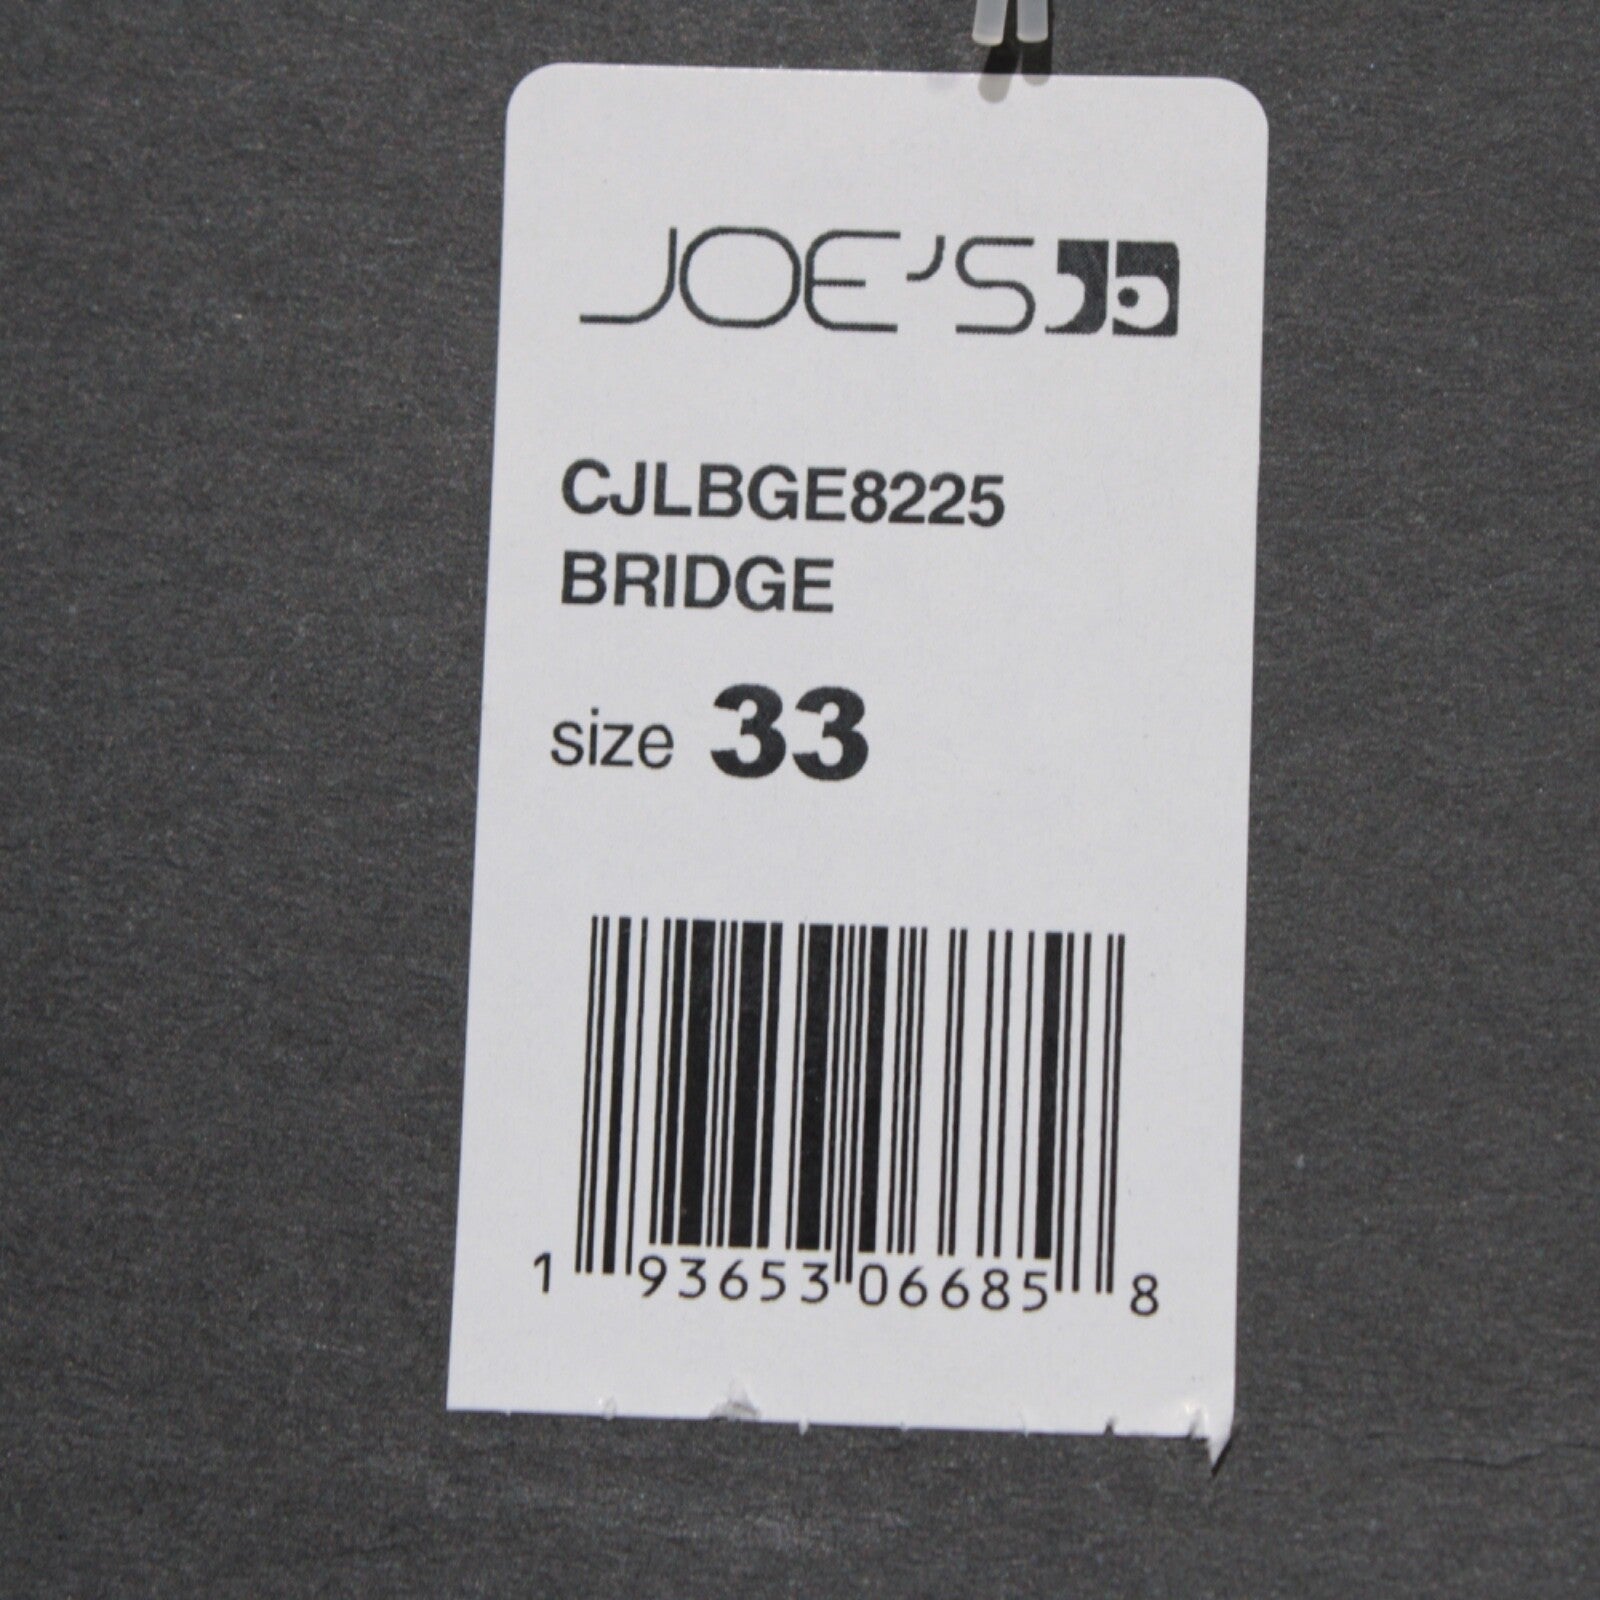 JOE'S
CJLBGE8225
BRIDGE
size 33
1 93653 06685 8